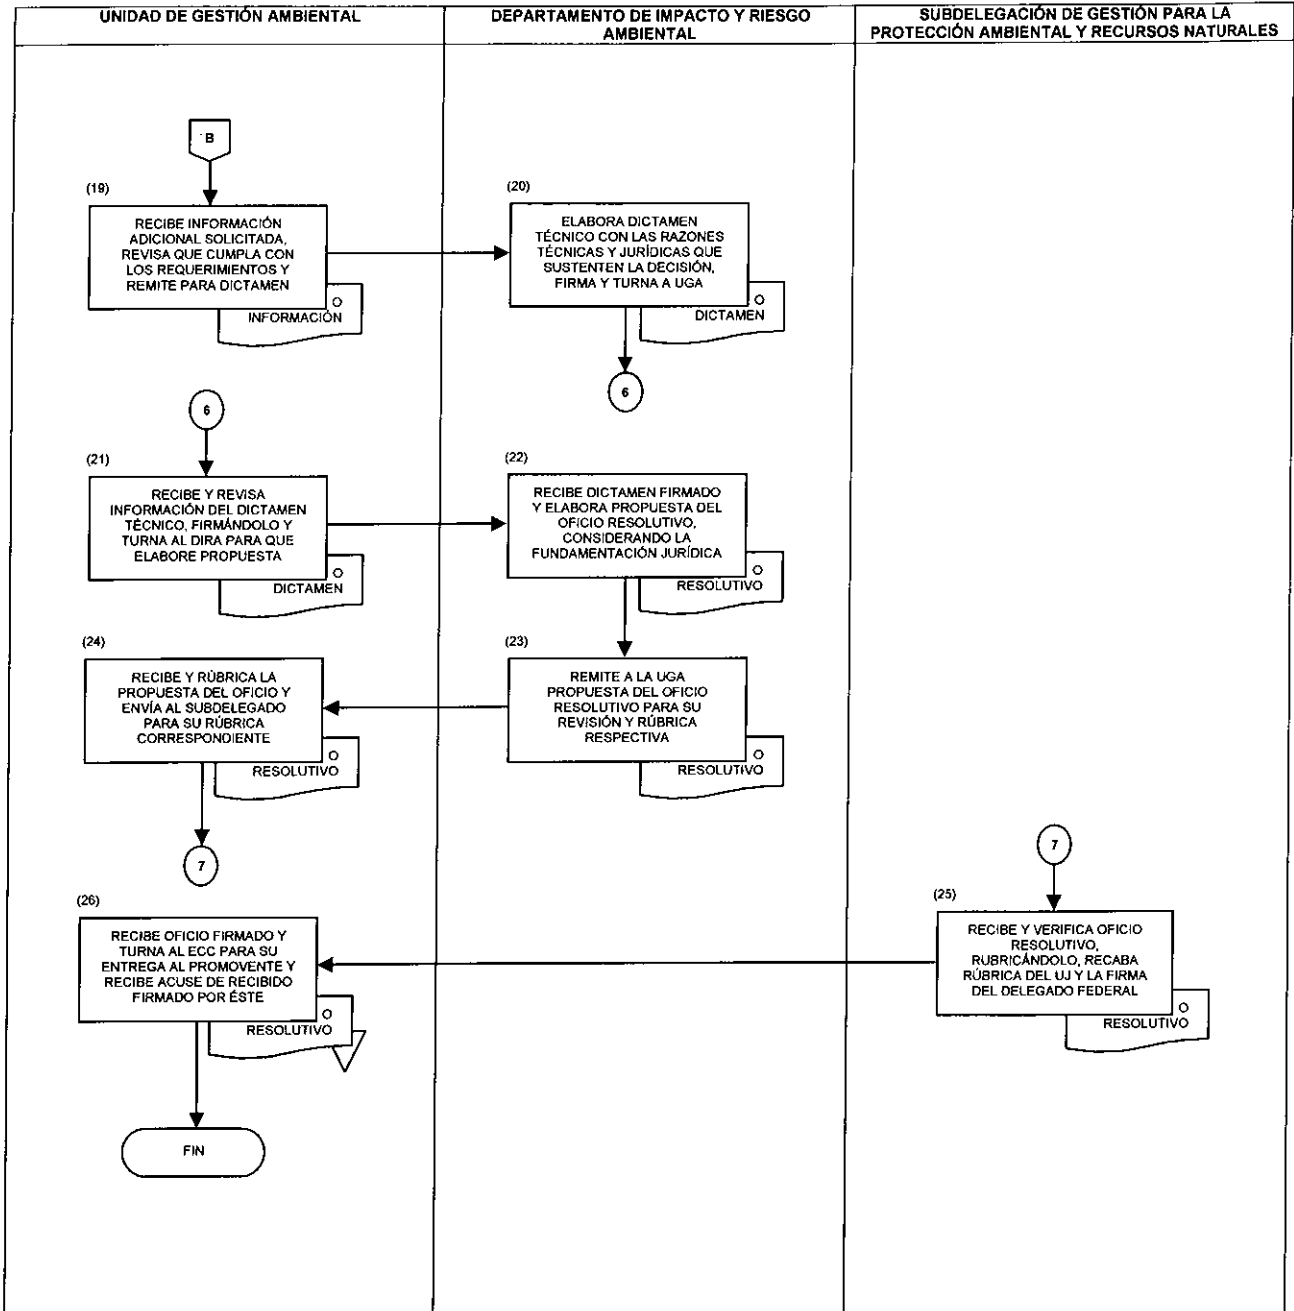 UNIDAD DE GESTIÓN AMBIENTAL
DEPARTAMENTO DE IMPACTO Y RIESGO
AMBIENTAL
SUBDELEGACIÓN DE GESTIÓN PARA LA
PROTECCIÓN AMBIENTAL Y RECURSOS NATURALES
B
(19)
RECIBE INFORMACIÓN
ADICIONAL SOLICITADA,
REVISA QUE CUMPLA CON
LOS REQUERIMIENTOS Y
REMITE PARA DICTAMEN
O
INFORMACIÓN
(20)
ELABORA DICTAMEN
TÉCNICO CON LAS RAZONES
TÉCNICAS Y JURÍDICAS QUE
SUSTENTEN LA DECISIÓN,
FIRMA Y TURNA A UGA
O
DICTAMEN
6
6
(21)
RECIBE Y REVISA
INFORMACIÓN DEL DICTAMEN
TÉCNICO, FIRMÁNDOLO Y
TURNA AL DIRA PARA QUE
ELABORE PROPUESTA
O
DICTAMEN
(22)
RECIBE DICTAMEN FIRMADO
Y ELABORA PROPUESTA DEL
OFICIO RESOLUTIVO,
CONSIDERANDO LA
FUNDAMENTACIÓN JURÍDICA
O
RESOLUTIVO
(24)
RECIBE Y RÚBRICA LA
PROPUESTA DEL OFICIO Y
ENVÍA AL SUBDELEGADO
PARA SU RÚBRICA
CORRESPONDIENTE
O
RESOLUTIVO
(23)
REMITE A LA UGA
PROPUESTA DEL OFICIO
RESOLUTIVO PARA SU
REVISIÓN Y RÚBRICA
RESPECTIVA
O
RESOLUTIVO
7
7
(26)
RECIBE OFICIO FIRMADO Y
TURNA AL ECC PARA SU
ENTREGA AL PROMOVENTE Y
RECIBE ACUSE DE RECIBIDO
FIRMADO POR ÉSTE
O
RESOLUTIVO
(25)
RECIBE Y VERIFICA OFICIO
RESOLUTIVO,
RUBRICÁNDOLO, RECABA
RÚBRICA DEL UJ Y LA FIRMA
DEL DELEGADO FEDERAL
O
RESOLUTIVO
FIN